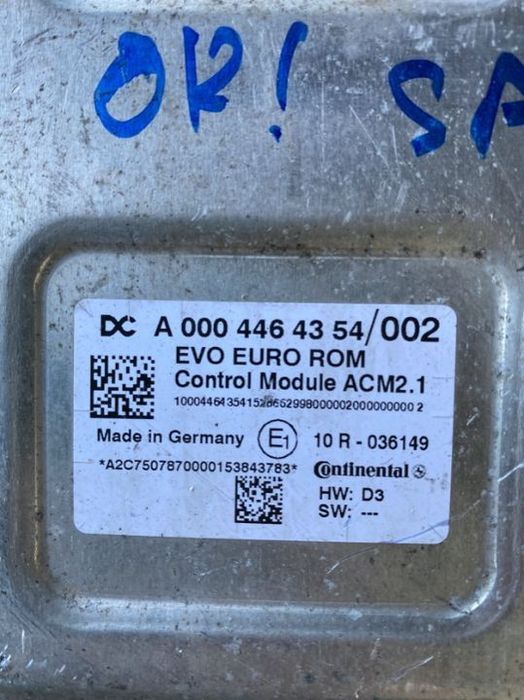 OK! SA
DC A 000 446 43 54/002
EVO EURO ROM
Control Module ACM2.1
Made in Germany E1 10 R - 036149
*A2C7507870000153843783* Continental
HW: D3
SW: ---